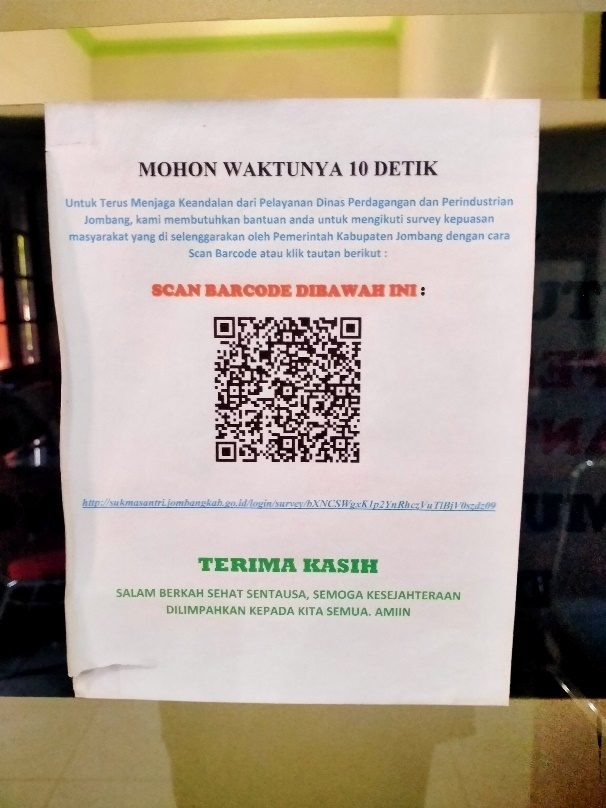 MOHON WAKTUNYA 10 DETIK
Untuk Terus Menjaga Keandalan dari Pelayanan Dinas Perdagangan dan Perindustrian
Jombang, kami membutuhkan bantuan anda untuk mengikuti survey kepuasan
masyarakat yang di selenggarakan oleh Pemerintah Kabupaten Jombang dengan cara
Scan Barcode atau klik tautan berikut :
SCAN BARCODE DIBAWAH INI :
http://sukmasantri.jombangkab.go.id/login/survey/bXNCSWgxK1p2YnRhczVuTlBjV0szdz09
TERIMA KASIH
SALAM BERKAH SEHAT SENTAUSA, SEMOGA KESEJAHTERAAN
DILIMPAHKAN KEPADA KITA SEMUA. AMIIN